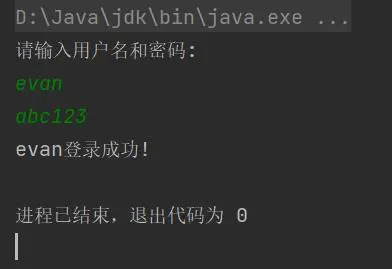 D:\Java\jdk\bin\java.exe ...
请输入用户名和密码:
evan
abc123
evan登录成功!
进程已结束，退出代码为 0